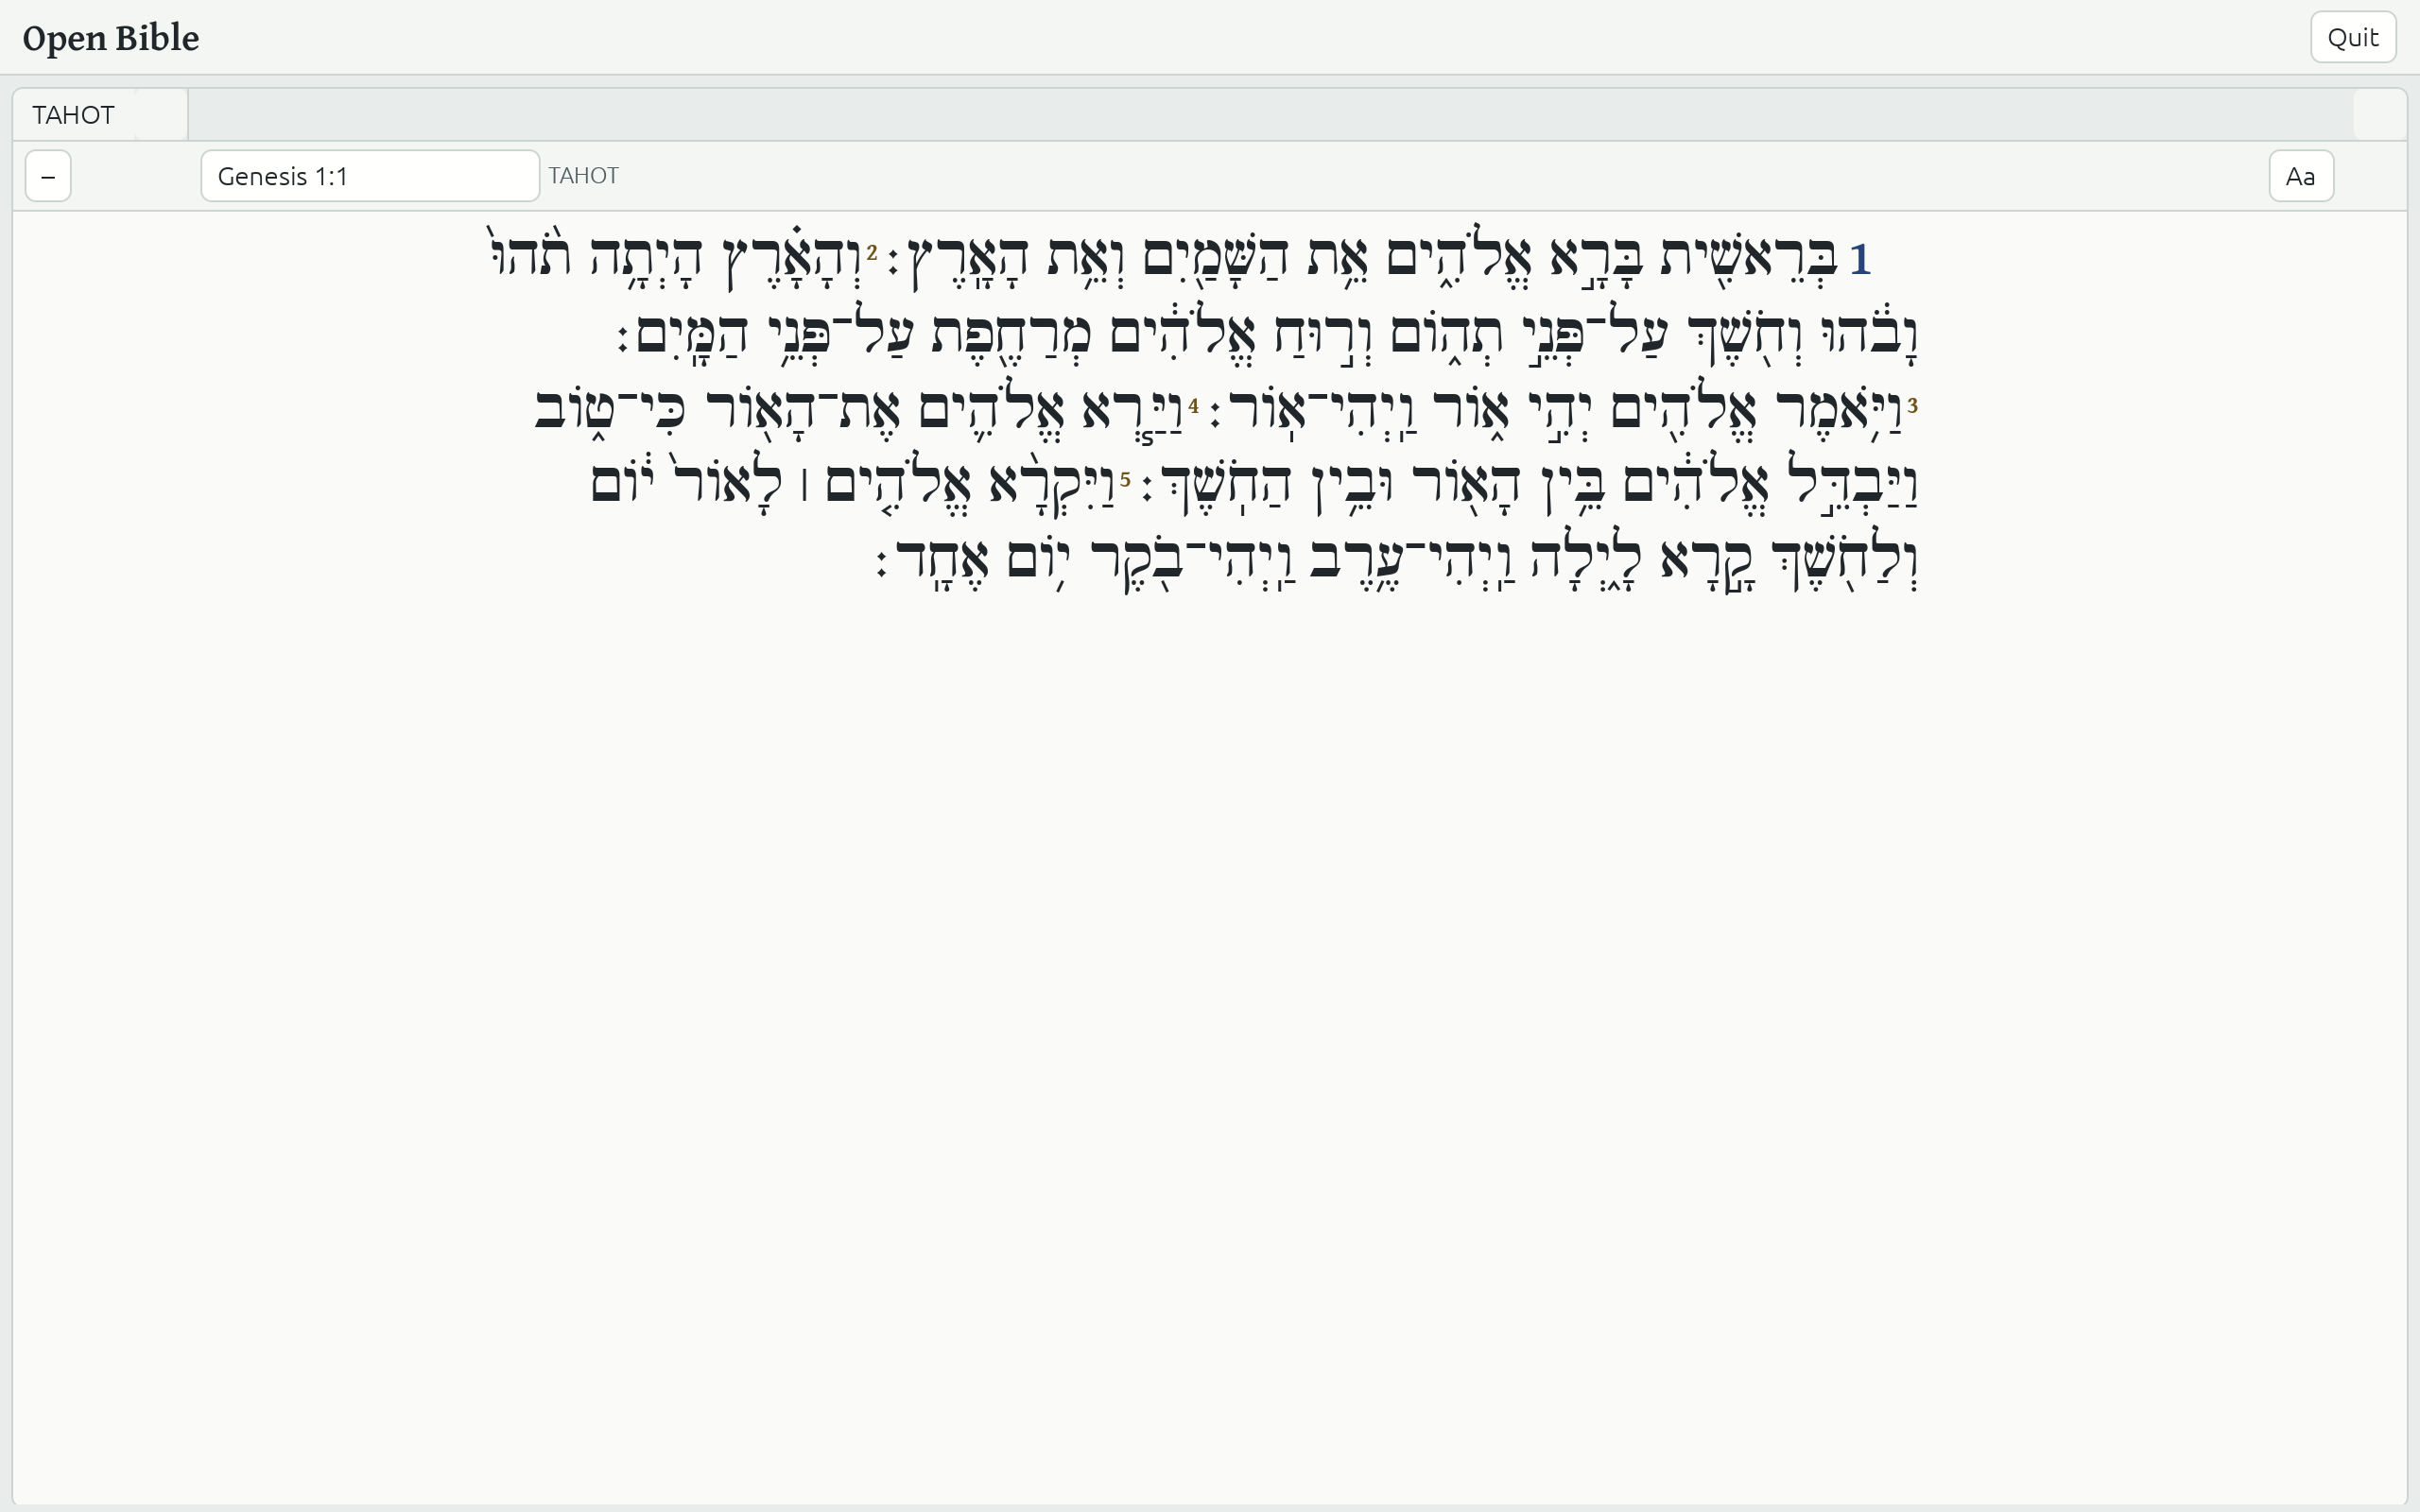 Open Bible
Quit
TAHOT
–
Genesis 1:1
TAHOT
Aa
1 בְּרֵאשִׁ֖ית בָּרָ֣א אֱלֹהִ֑ים אֵ֥ת הַשָּׁמַ֖יִם וְאֵ֥ת הָאָֽרֶץ׃ 2 וְהָאָ֗רֶץ הָיְתָ֥ה תֹ֙הוּ֙
וָבֹ֔הוּ וְחֹ֖שֶׁךְ עַל־פְּנֵ֣י תְה֑וֹם וְר֣וּחַ אֱלֹהִ֔ים מְרַחֶ֖פֶת עַל־פְּנֵ֥י הַמָּֽיִם׃
3 וַיֹּ֥אמֶר אֱלֹהִ֖ים יְהִ֣י א֑וֹר וַֽיְהִי־אֽוֹר׃ 4 וַיַּ֧רְא אֱלֹהִ֛ים אֶת־הָא֖וֹר כִּי־ט֑וֹב
וַיַּבְדֵּ֣ל אֱלֹהִ֔ים בֵּ֥ין הָא֖וֹר וּבֵ֥ין הַחֹֽשֶׁךְ׃ 5 וַיִּקְרָ֨א אֱלֹהִ֤ים ׀ לָאוֹר֙ י֔וֹם
וְלַחֹ֖שֶׁךְ קָ֣רָא לָ֑יְלָה וַֽיְהִי־עֶ֥רֶב וַֽיְהִי־בֹ֖קֶר י֥וֹם אֶחָֽד׃